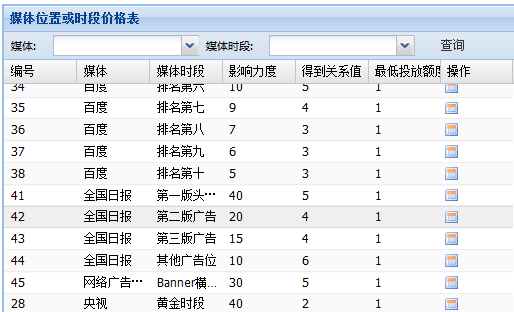 媒体位置或时段价格表
媒体: 媒体时段: 查询
编号 媒体 媒体时段 影响力度 得到关系值 最低投放额度 操作
34 百度 排名第六 10 5 1
35 百度 排名第七 9 4 1
36 百度 排名第八 7 3 1
37 百度 排名第九 6 3 1
38 百度 排名第十 5 3 1
41 全国日报 第一版头… 40 5 1
42 全国日报 第二版广告 20 4 1
43 全国日报 第三版广告 15 4 1
44 全国日报 其他广告位 10 6 1
45 网络广告… Banner横… 30 5 1
28 央视 黄金时段 40 2 1